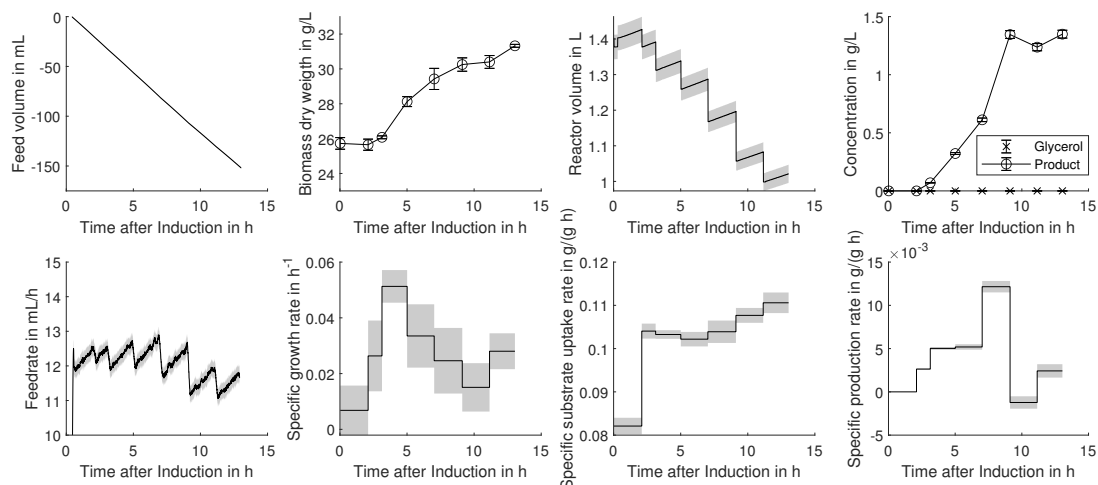 Feed volume in mL
0
-50
-100
-150
0 5 10 15
Time after Induction in h
Biomass dry weigth in g/L
32
30
28
26
24
0 5 10 15
Time after Induction in h
Reactor volume in L
1.4
1.3
1.2
1.1
1
0 5 10 15
Time after Induction in h
Concentration in g/L
1.5
1
0.5
0
Glycerol
Product
0 5 10 15
Time after Induction in h
Feedrate in mL/h
15
14
13
12
11
10
0 5 10 15
Time after Induction in h
Specific growth rate in h-1
0.06
0.04
0.02
0
0 5 10 15
Time after Induction in h
Specific substrate uptake rate in g/(g h)
0.12
0.11
0.1
0.09
0.08
0 5 10 15
Time after Induction in h
Specific production rate in g/(g h)
×10-3
15
10
5
0
-5
0 5 10 15
Time after Induction in h